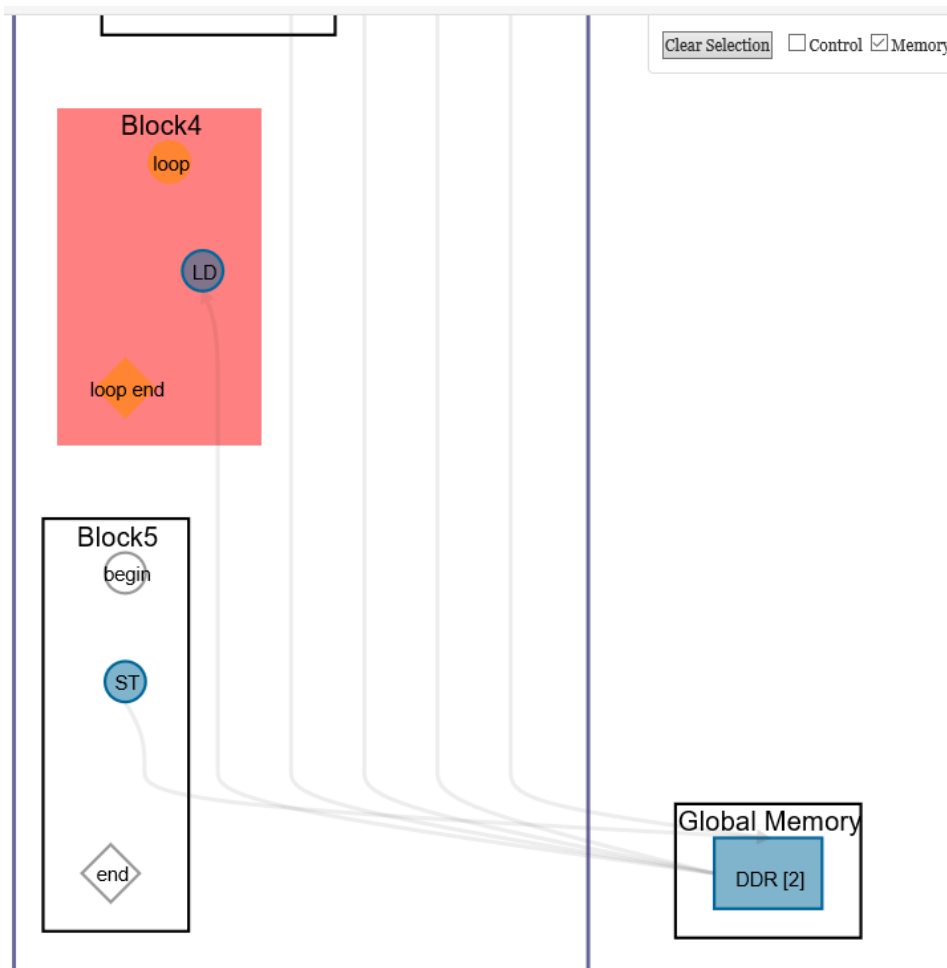 Clear Selection Control Memory
Block4
loop
LD
loop end
Block5
begin
ST
end
Global Memory
DDR [2]